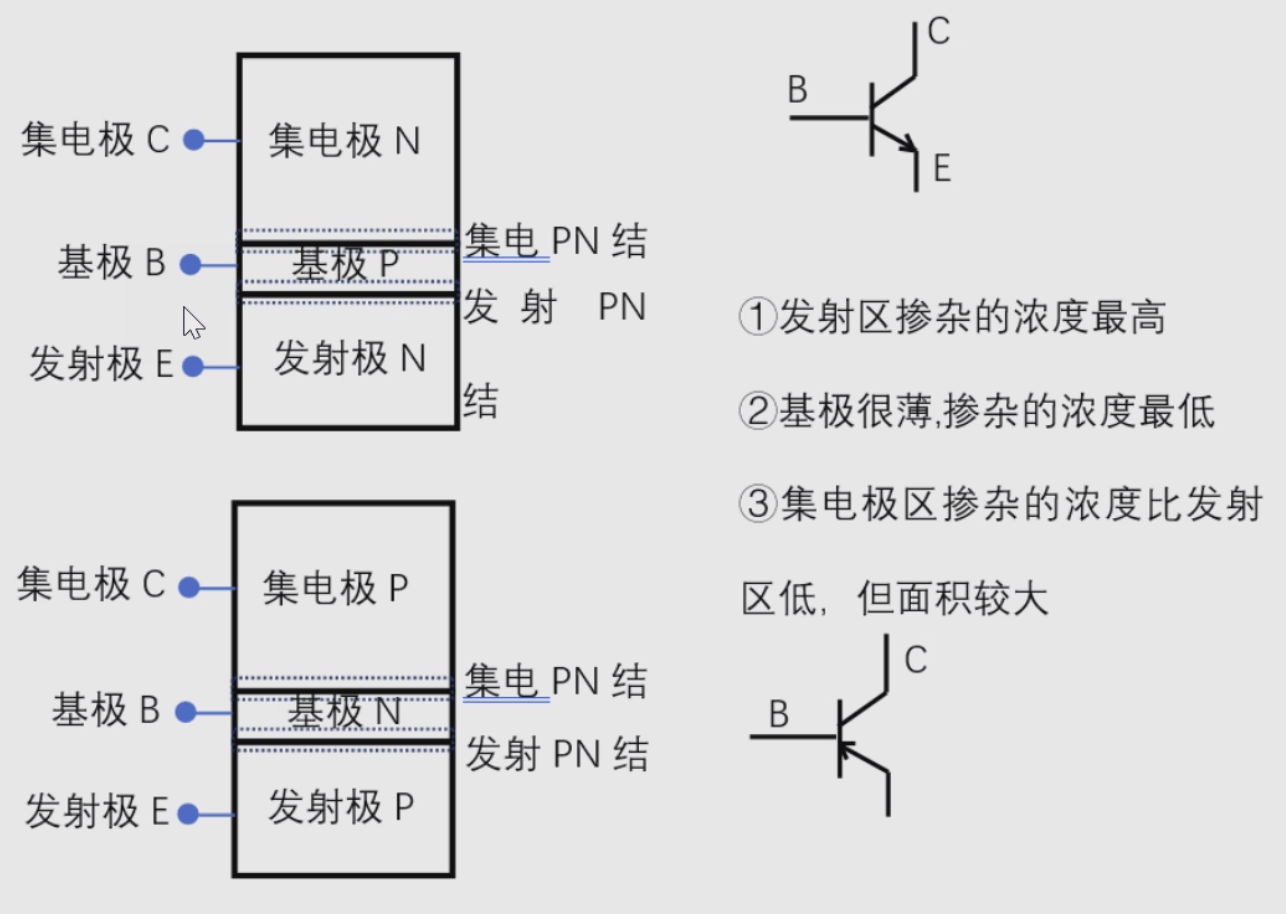 集电极 C
集电极 N
基极 B
基极 P
集电 PN 结
发射 PN
结
发射极 E
发射极 N
C
B
E
①发射区掺杂的浓度最高
②基极很薄,掺杂的浓度最低
③集电极区掺杂的浓度比发射
区低，但面积较大
集电极 C
集电极 P
基极 B
基极 N
集电 PN 结
发射 PN 结
发射极 E
发射极 P
C
B